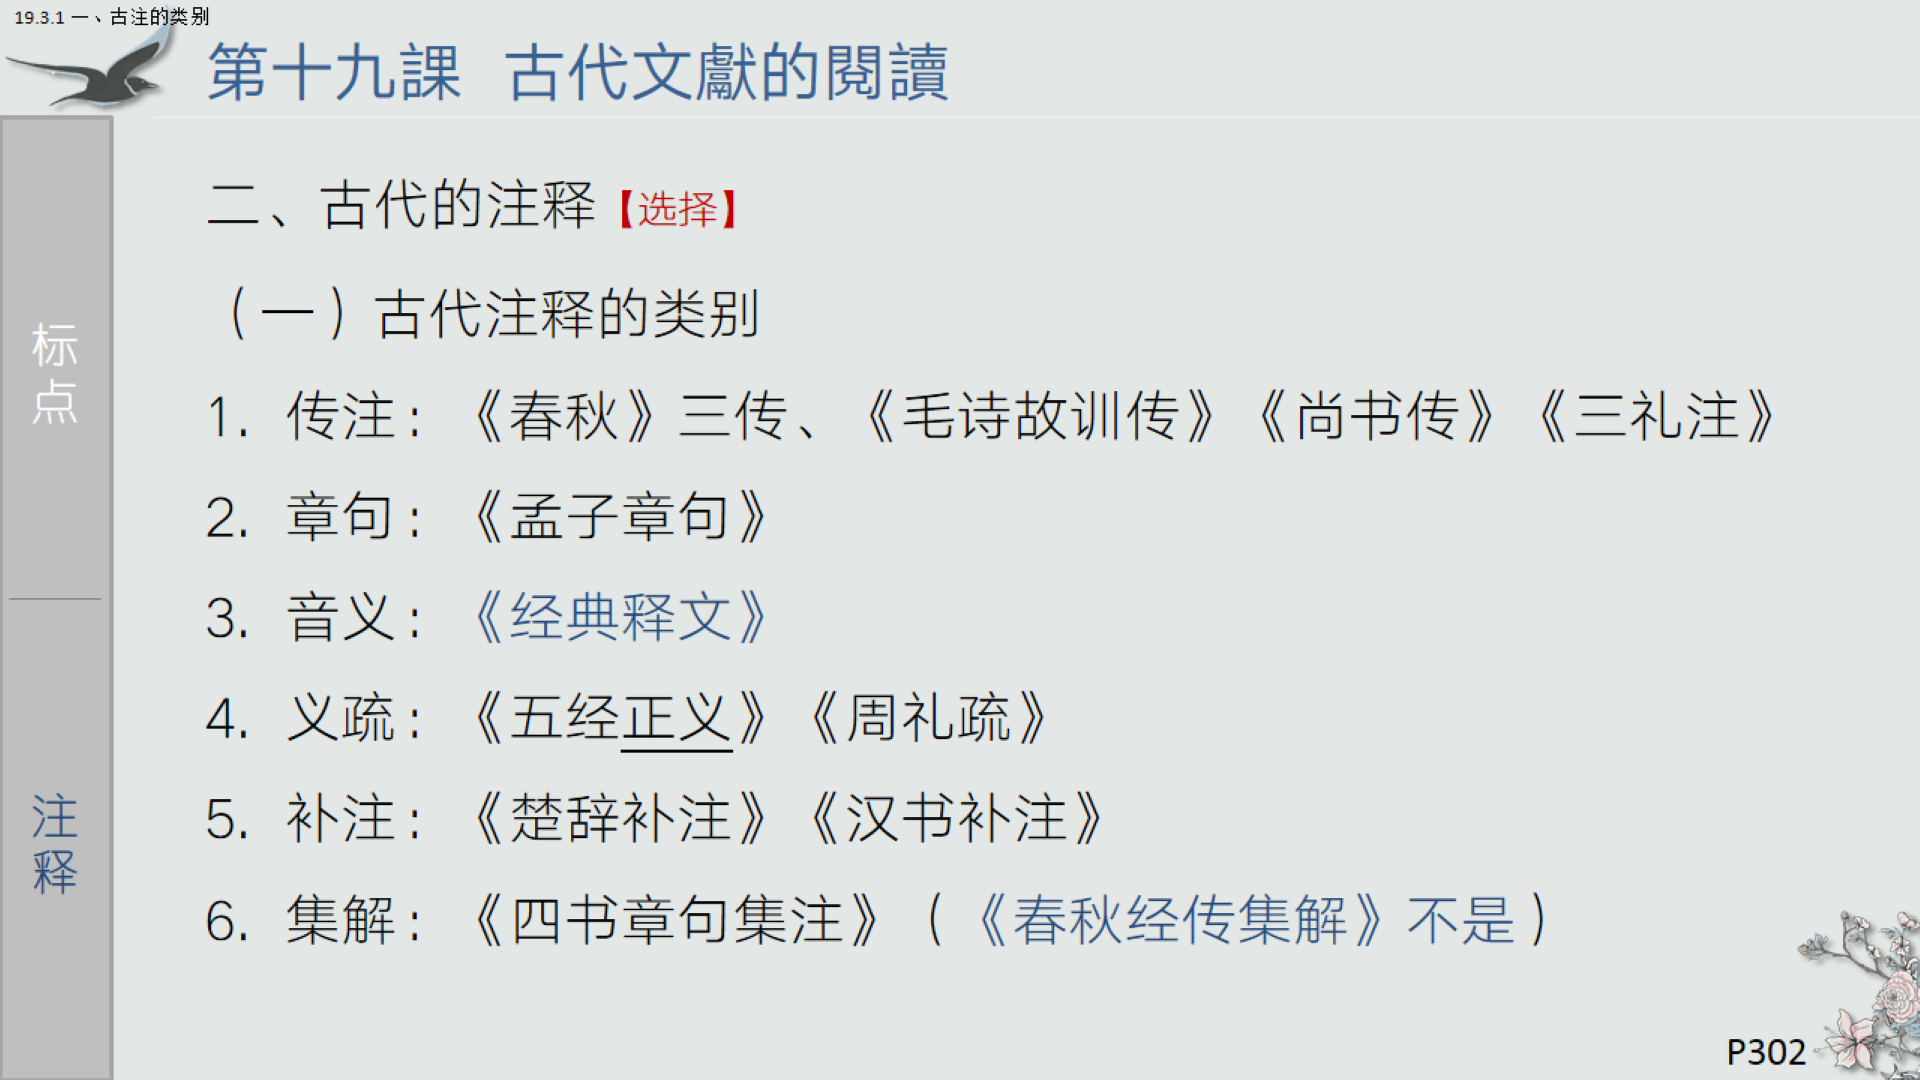 19.3.1 一、古注的类别
第十九課 古代文獻的閱讀
标点
注释
二、古代的注释【选择】
（一）古代注释的类别
1. 传注：《春秋》三传、《毛诗故训传》《尚书传》《三礼注》
2. 章句：《孟子章句》
3. 音义：《经典释文》
4. 义疏：《五经正义》《周礼疏》
5. 补注：《楚辞补注》《汉书补注》
6. 集解：《四书章句集注》（《春秋经传集解》不是）
P302